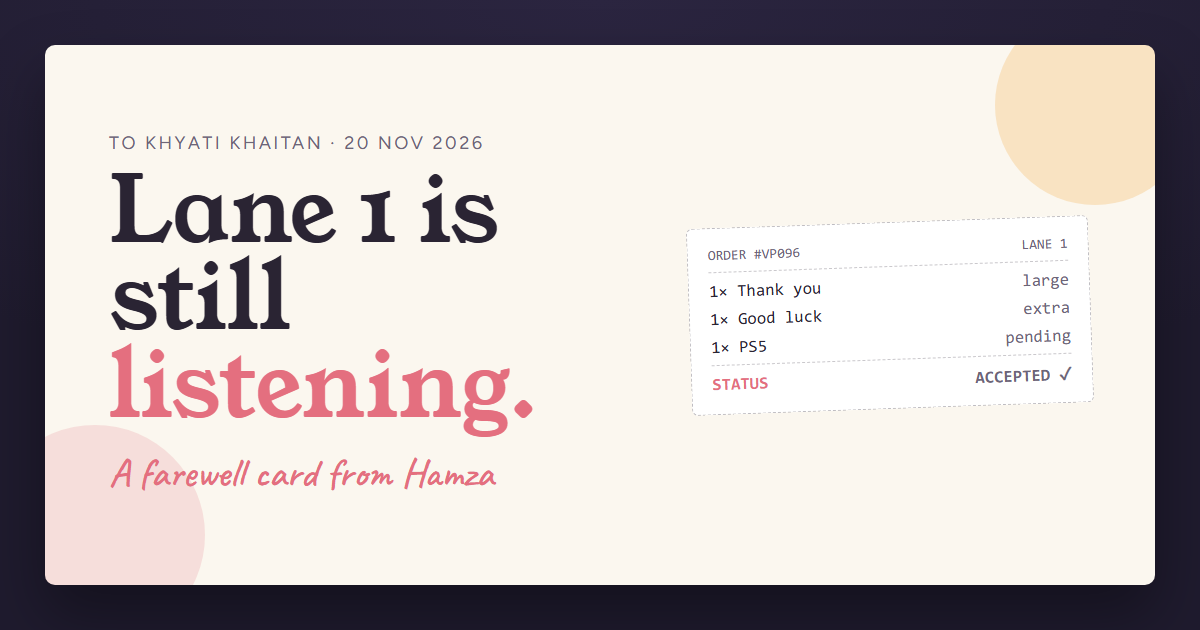 TO KHYATI KHAITAN · 20 NOV 2026
Lane 1 is
still
listening.
A farewell card from Hamza
ORDER #VP096 LANE 1
1× Thank you large
1× Good luck extra
1× PS5 pending
STATUS ACCEPTED ✓